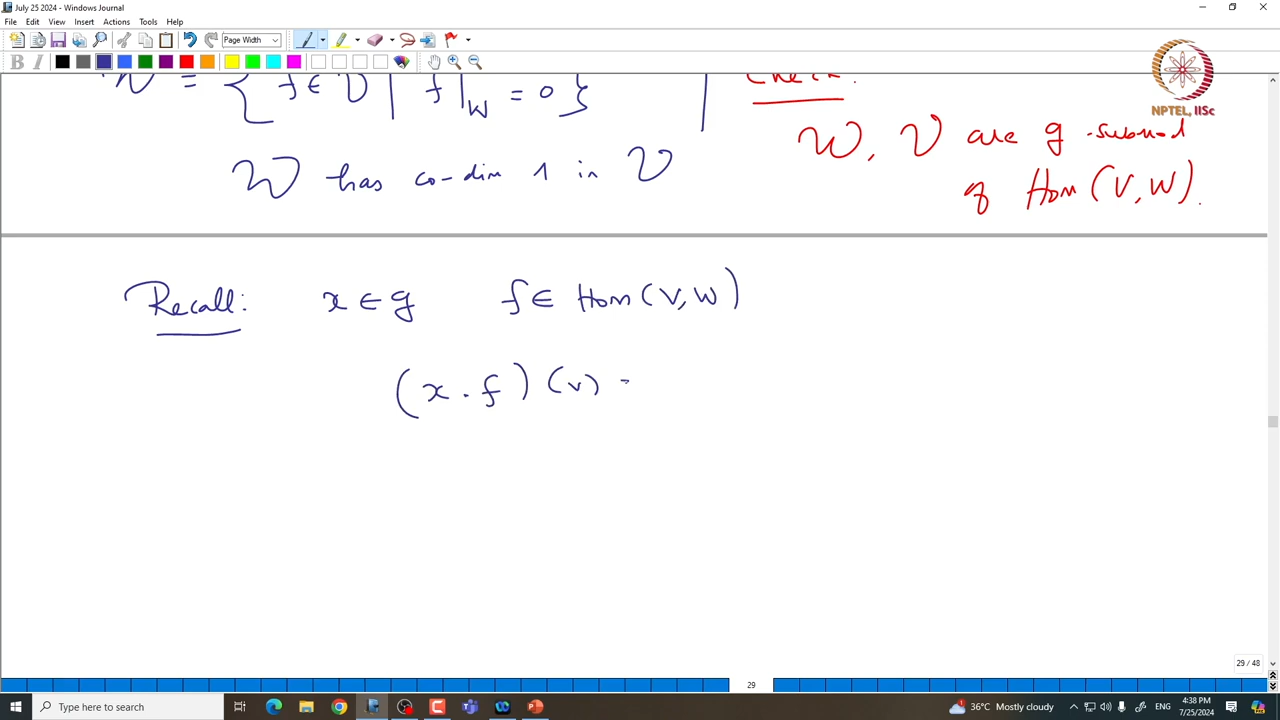 July 25 2024 - Windows Journal
File Edit View Insert Actions Tools Help
Page Width
B I
W = { f ∈ V | f|_W = 0 }
Check:
NPTEL, IISc
W, V are g -submod
W has co-dim 1 in V
of Hom (V, W).
Recall: x ∈ g f ∈ Hom (V, W)
(x . f) (v)
29 / 48
29
Type here to search
36°C Mostly cloudy
4:38 PM
7/25/2024